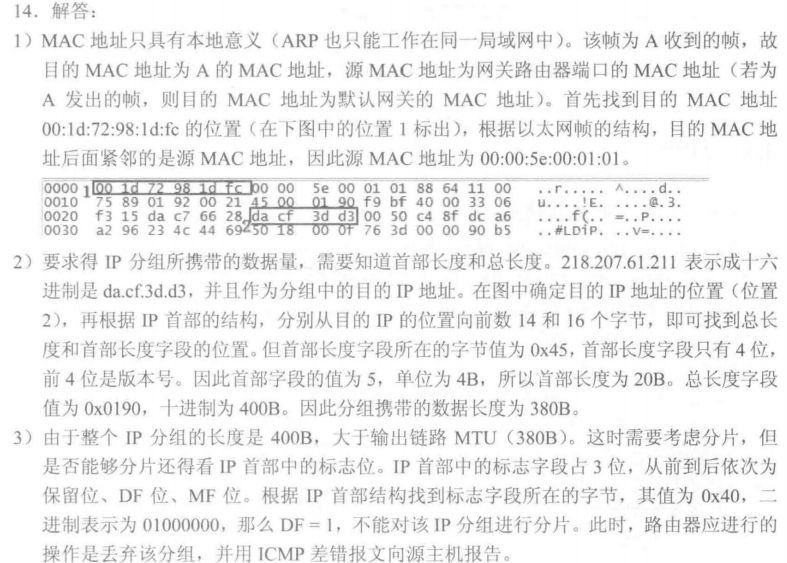 14．解答：
1）MAC 地址只具有本地意义（ARP 也只能工作在同一局域网中）。该帧为 A 收到的帧，故
目的 MAC 地址为 A 的 MAC 地址，源 MAC 地址为网关路由器端口的 MAC 地址（若为
A 发出的帧，则目的 MAC 地址为默认网关的 MAC 地址）。首先找到目的 MAC 地址
00:1d:72:98:1d:fc 的位置（在下图中的位置 1 标出），根据以太网帧的结构，目的 MAC 地
址后面紧邻的是源 MAC 地址，因此源 MAC 地址为 00:00:5e:00:01:01。
0000 1 00 1d 72 98 1d fc 00 00 5e 00 01 01 88 64 11 00 ..r..... ^....d..
0010 75 89 01 92 00 21 45 00 01 90 f9 bf 40 00 33 06 u....!E. ....@.3.
0020 f3 15 da c7 66 28 da cf 3d d3 00 50 c4 8f dc a6 ....f(.. =..P....
0030 a2 96 23 4c 44 69 2 50 18 00 0f 76 3d 00 00 90 b5 ..#LDiP. ..v=....
2）要求得 IP 分组所携带的数据量，需要知道首部长度和总长度。218.207.61.211 表示成十六
进制是 da.cf.3d.d3，并且作为分组中的目的 IP 地址。在图中确定目的 IP 地址的位置（位置
2），再根据 IP 首部的结构，分别从目的 IP 的位置向前数 14 和 16 个字节，即可找到总长
度和首部长度字段的位置。但首部长度字段所在的字节值为 0x45，首部长度字段只有 4 位，
前 4 位是版本号。因此首部字段的值为 5，单位为 4B，所以首部长度为 20B。总长度字段
值为 0x0190，十进制为 400B。因此分组携带的数据长度为 380B。
3）由于整个 IP 分组的长度是 400B，大于输出链路 MTU（380B）。这时需要考虑分片，但
是否能够分片还得看 IP 首部中的标志位。IP 首部中的标志字段占 3 位，从前到后依次为
保留位、DF 位、MF 位。根据 IP 首部结构找到标志字段所在的字节，其值为 0x40，二
进制表示为 01000000，那么 DF = 1，不能对该 IP 分组进行分片。此时，路由器应进行的
操作是丢弃该分组，并用 ICMP 差错报文向源主机报告。